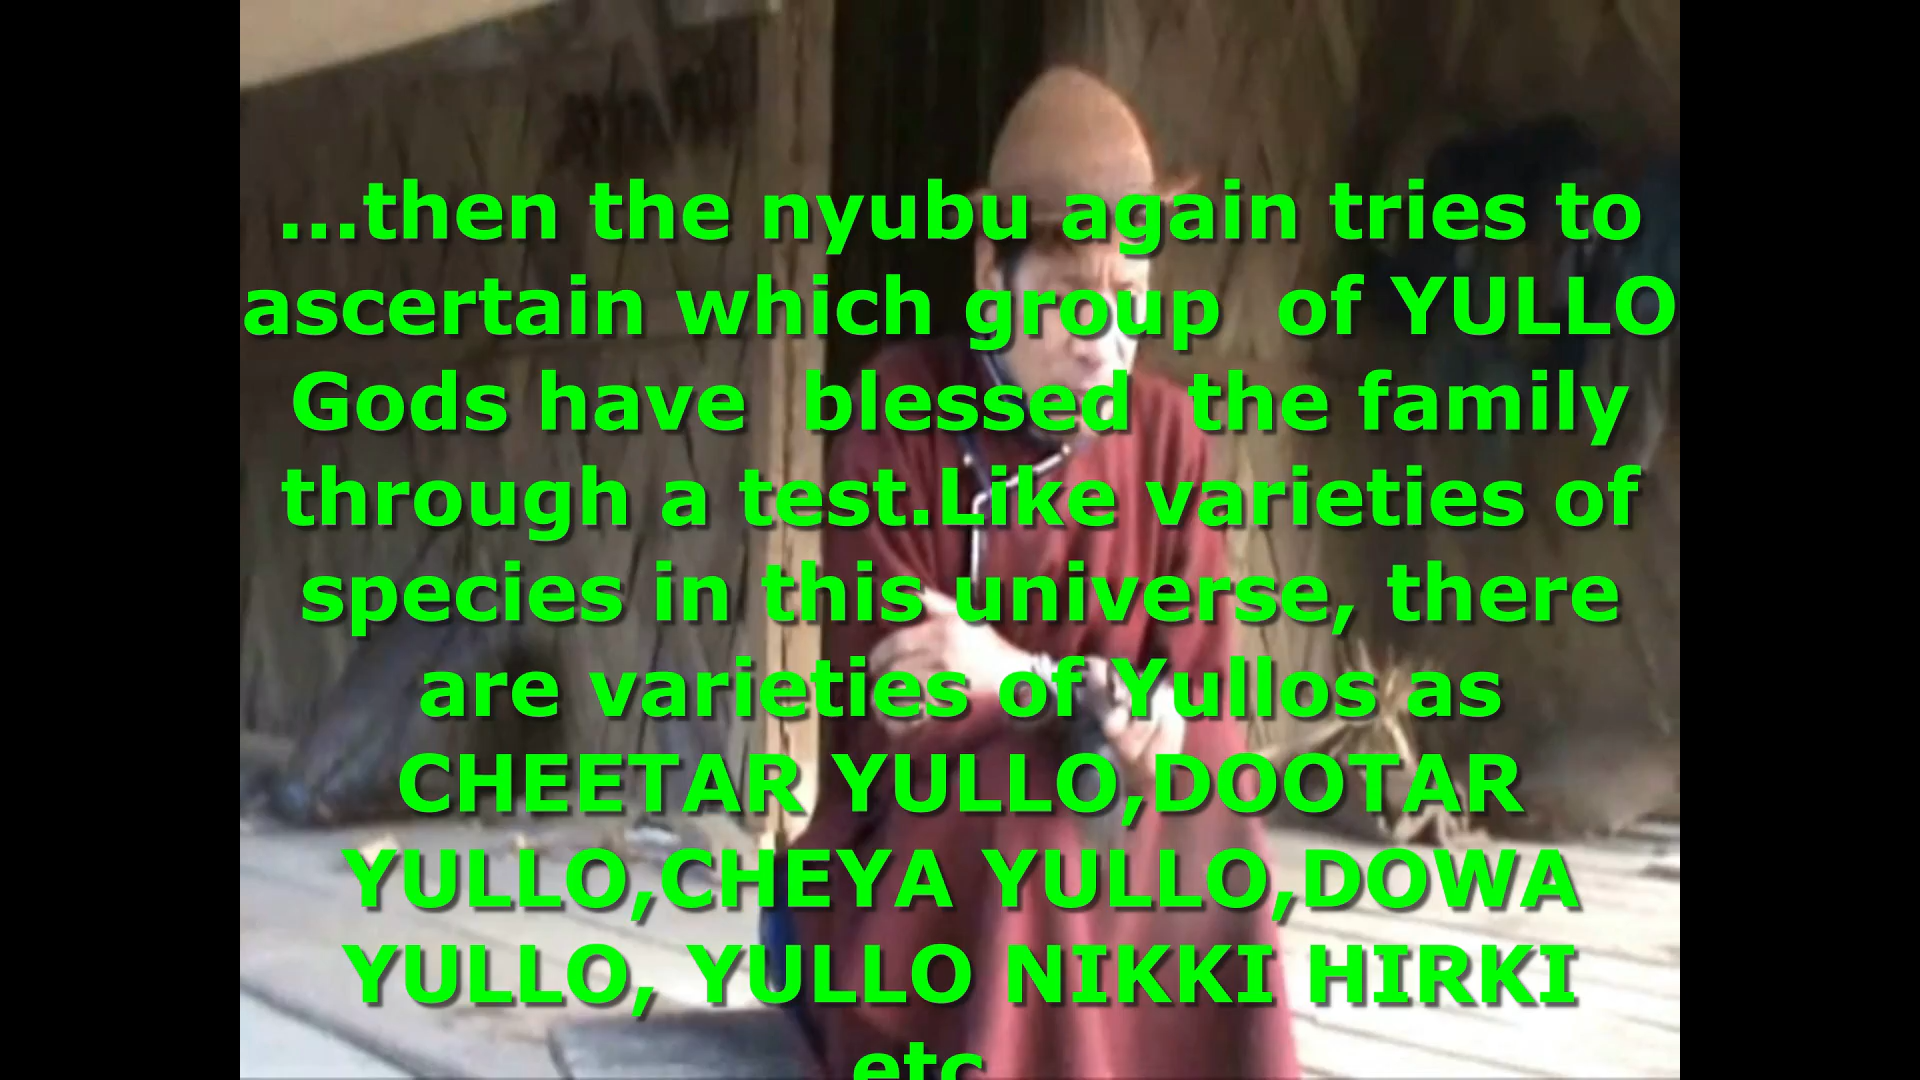 ...then the nyubu again tries to
ascertain which group of YULLO
Gods have blessed the family
through a test.Like varieties of
species in this universe, there
are varieties of Yullos as
CHEETAR YULLO,DOOTAR
YULLO,CHEYA YULLO,DOWA
YULLO, YULLO NIKKI HIRKI
etc